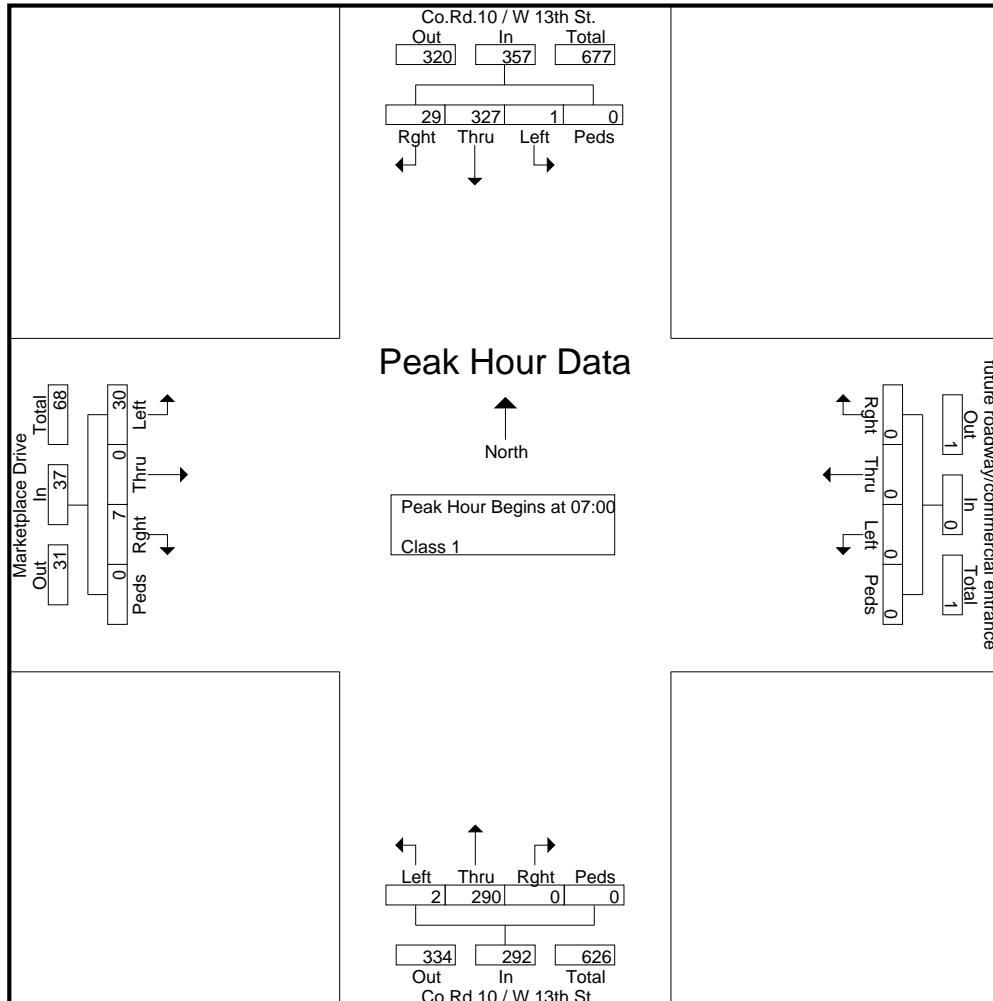 Co.Rd.10 / W 13th St.
Out In Total
320 357 677
29 327 1 0
Rght Thru Left Peds
Peak Hour Data
North
Peak Hour Begins at 07:00
Class 1
Marketplace Drive
Out In Total
31 37 68
30 0 7 0
Left Thru Rght Peds
future roadway/commercial entrance
Out In Total
1 0 1
0 0 0 0
Rght Thru Left Peds
Left Thru Rght Peds
2 290 0 0
334 292 626
Out In Total
Co.Rd.10 / W 13th St.